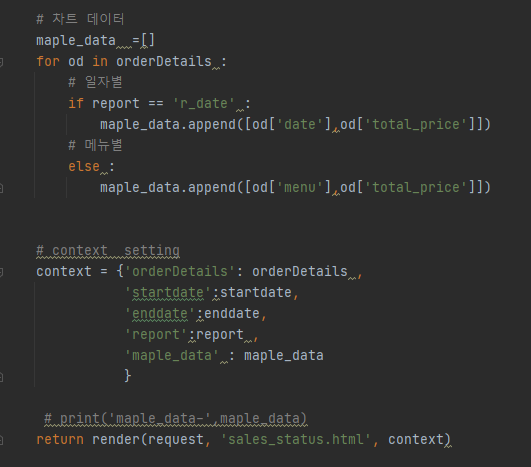 # 차트 데이터
maple_data  =[]
for od in orderDetails :
    # 일자별
    if report == 'r_date' :
        maple_data.append([od['date'],od['total_price']])
    # 메뉴별
    else :
        maple_data.append([od['menu'],od['total_price']])
# context  setting
context = {'orderDetails': orderDetails ,
           'startdate':startdate,
           'enddate':enddate,
           'report':report ,
           'maple_data' : maple_data
           }
 # print('maple_data-',maple_data)
return render(request, 'sales_status.html', context)